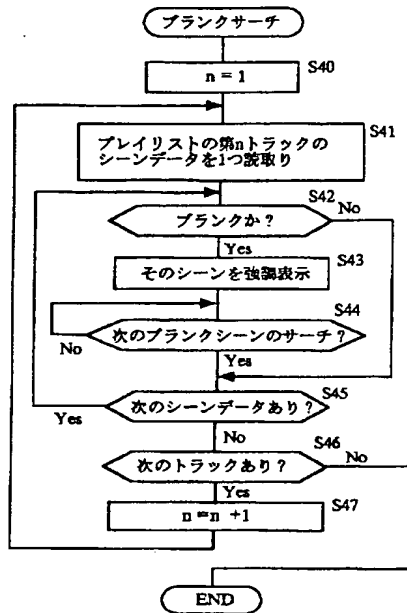 ブランクサーチ
S40
n = 1
S41
プレイリストの第nトラックの
シーンデータを1つ読取り
S42
ブランクか?
No
Yes
S43
そのシーンを強調表示
S44
次のブランクシーンのサーチ?
No
Yes
S45
次のシーンデータあり?
Yes
No
S46
次のトラックあり?
No
Yes
S47
n=n +1
END